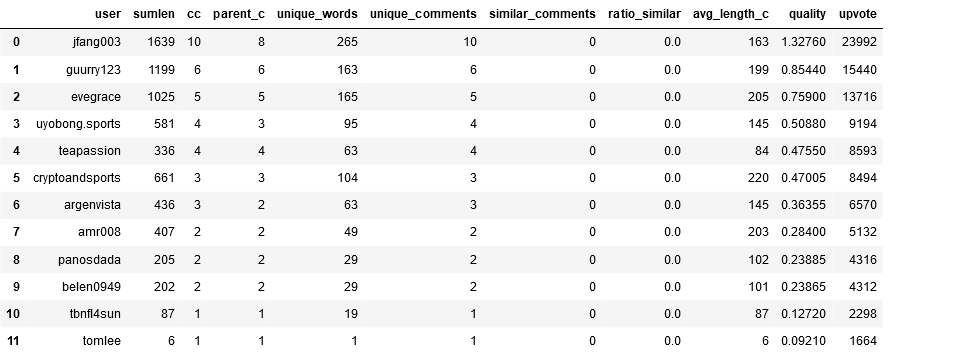 user sumlen cc parent_c unique_words unique_comments similar_comments ratio_similar avg_length_c quality upvote
0 jfang003 1639 10 8 265 10 0 0.0 163 1.32760 23992
1 guurry123 1199 6 6 163 6 0 0.0 199 0.85440 15440
2 evegrace 1025 5 5 165 5 0 0.0 205 0.75900 13716
3 uyobong.sports 581 4 3 95 4 0 0.0 145 0.50880 9194
4 teapassion 336 4 4 63 4 0 0.0 84 0.47550 8593
5 cryptoandsports 661 3 3 104 3 0 0.0 220 0.47005 8494
6 argenvista 436 3 2 63 3 0 0.0 145 0.36355 6570
7 amr008 407 2 2 49 2 0 0.0 203 0.28400 5132
8 panosdada 205 2 2 29 2 0 0.0 102 0.23885 4316
9 belen0949 202 2 2 29 2 0 0.0 101 0.23865 4312
10 tbnfl4sun 87 1 1 19 1 0 0.0 87 0.12720 2298
11 tomlee 6 1 1 1 1 0 0.0 6 0.09210 1664